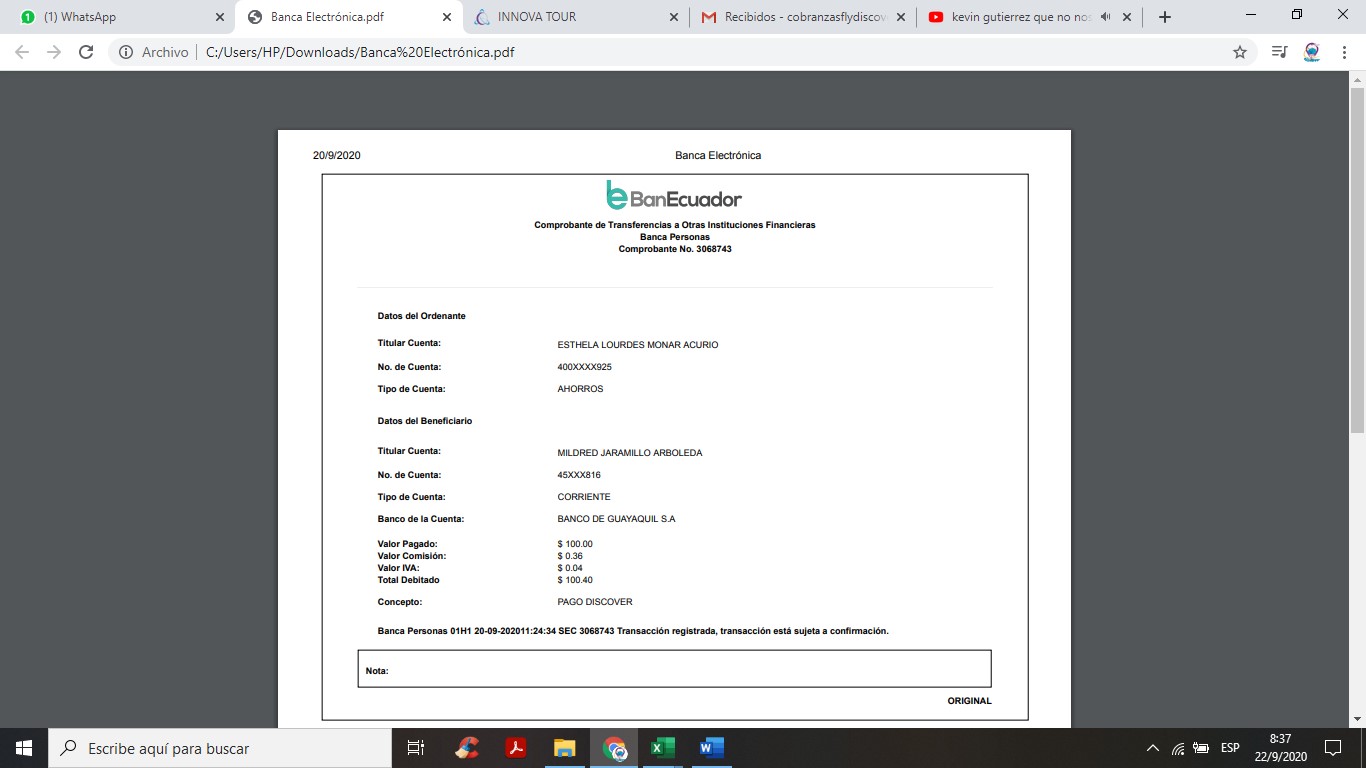 (1) WhatsApp
Banca Electrónica.pdf
INNOVA TOUR
Recibidos - cobranzasflydiscov
kevin gutierrez que no nos
Archivo C:/Users/HP/Downloads/Banca%20Electrónica.pdf
20/9/2020 Banca Electrónica
BanEcuador
Comprobante de Transferencias a Otras Instituciones Financieras
Banca Personas
Comprobante No. 3068743
Datos del Ordenante
Titular Cuenta: ESTHELA LOURDES MONAR ACURIO
No. de Cuenta: 400XXXX925
Tipo de Cuenta: AHORROS
Datos del Beneficiario
Titular Cuenta: MILDRED JARAMILLO ARBOLEDA
No. de Cuenta: 45XXX816
Tipo de Cuenta: CORRIENTE
Banco de la Cuenta: BANCO DE GUAYAQUIL S.A
Valor Pagado: $ 100.00
Valor Comisión: $ 0.36
Valor IVA: $ 0.04
Total Debitado $ 100.40
Concepto: PAGO DISCOVER
Banca Personas 01H1 20-09-202011:24:34 SEC 3068743 Transacción registrada, transacción está sujeta a confirmación.
Nota:
ORIGINAL
Escribe aquí para buscar
ESP
8:37
22/9/2020